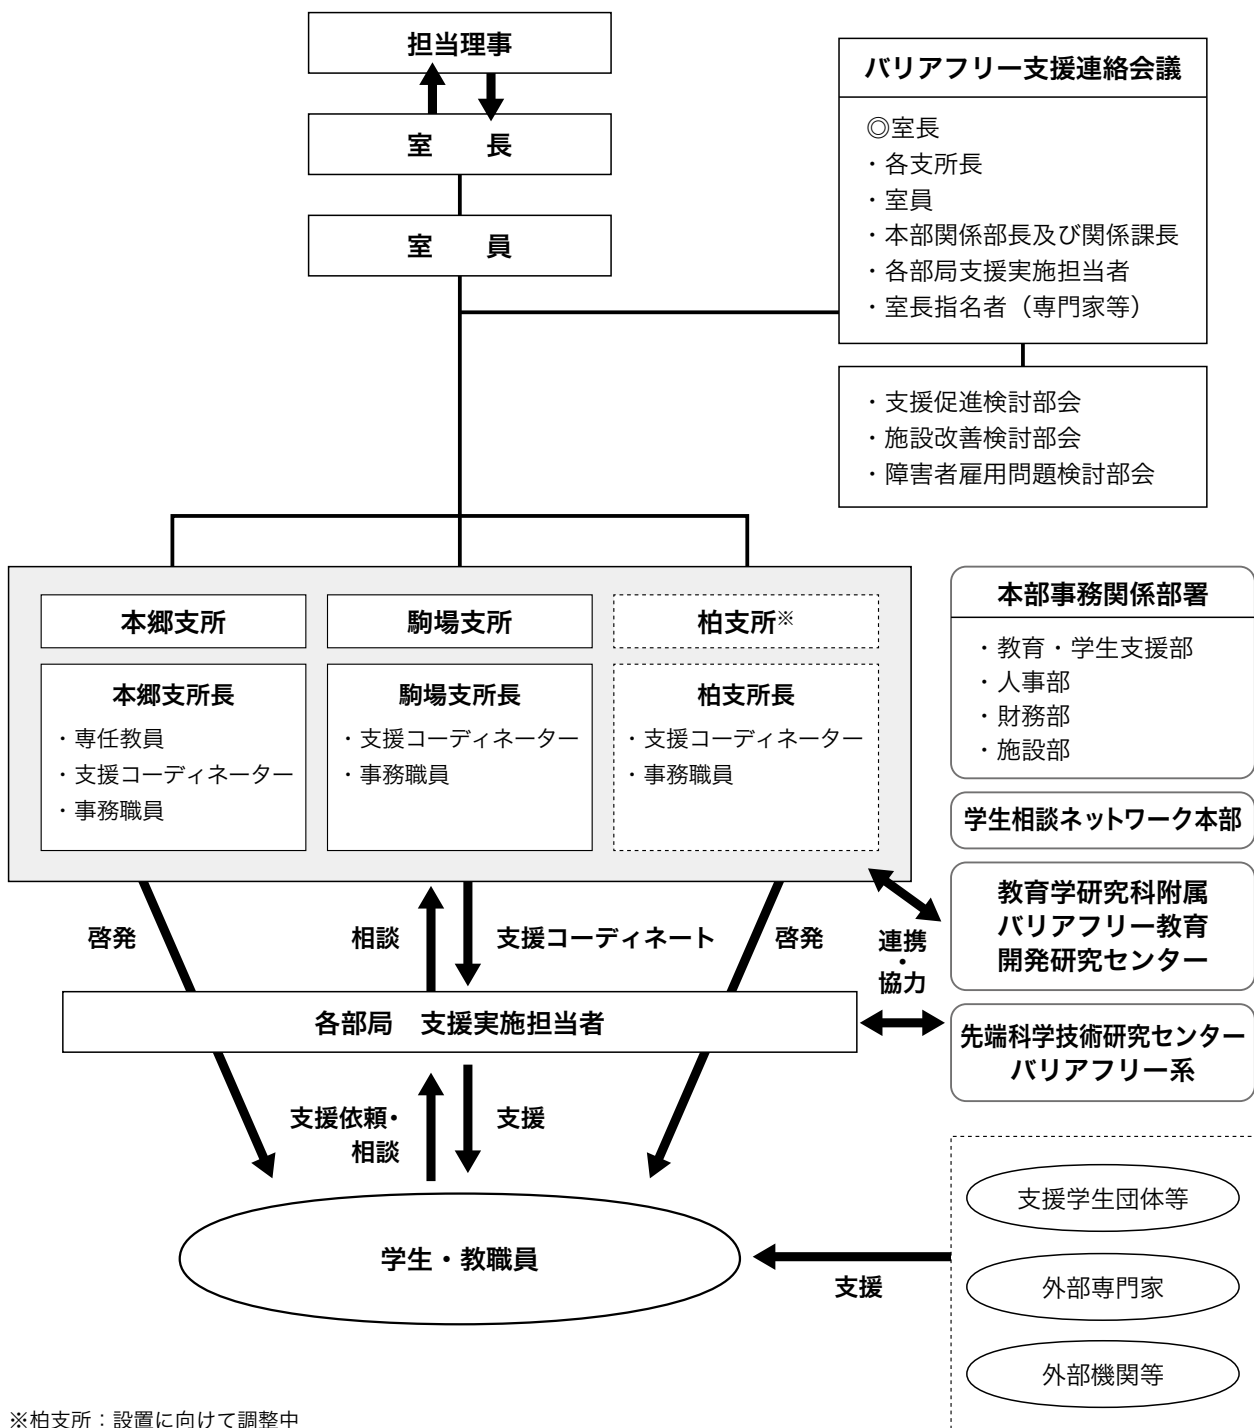 担当理事
室　長
室　員
バリアフリー支援連絡会議
◎室長
・各支所長
・室員
・本部関係部長及び関係課長
・各部局支援実施担当者
・室長指名者（専門家等）
・支援促進検討部会
・施設改善検討部会
・障害者雇用問題検討部会
本郷支所
本郷支所長
・専任教員
・支援コーディネーター
・事務職員
駒場支所
駒場支所長
・支援コーディネーター
・事務職員
柏支所※
柏支所長
・支援コーディネーター
・事務職員
本部事務関係部署
・教育・学生支援部
・人事部
・財務部
・施設部
学生相談ネットワーク本部
教育学研究科附属
バリアフリー教育
開発研究センター
先端科学技術研究センター
バリアフリー系
啓発
相談
支援コーディネート
啓発
連携
・
協力
各部局　支援実施担当者
支援依頼・
相談
支援
学生・教職員
支援
支援学生団体等
外部専門家
外部機関等
※柏支所：設置に向けて調整中